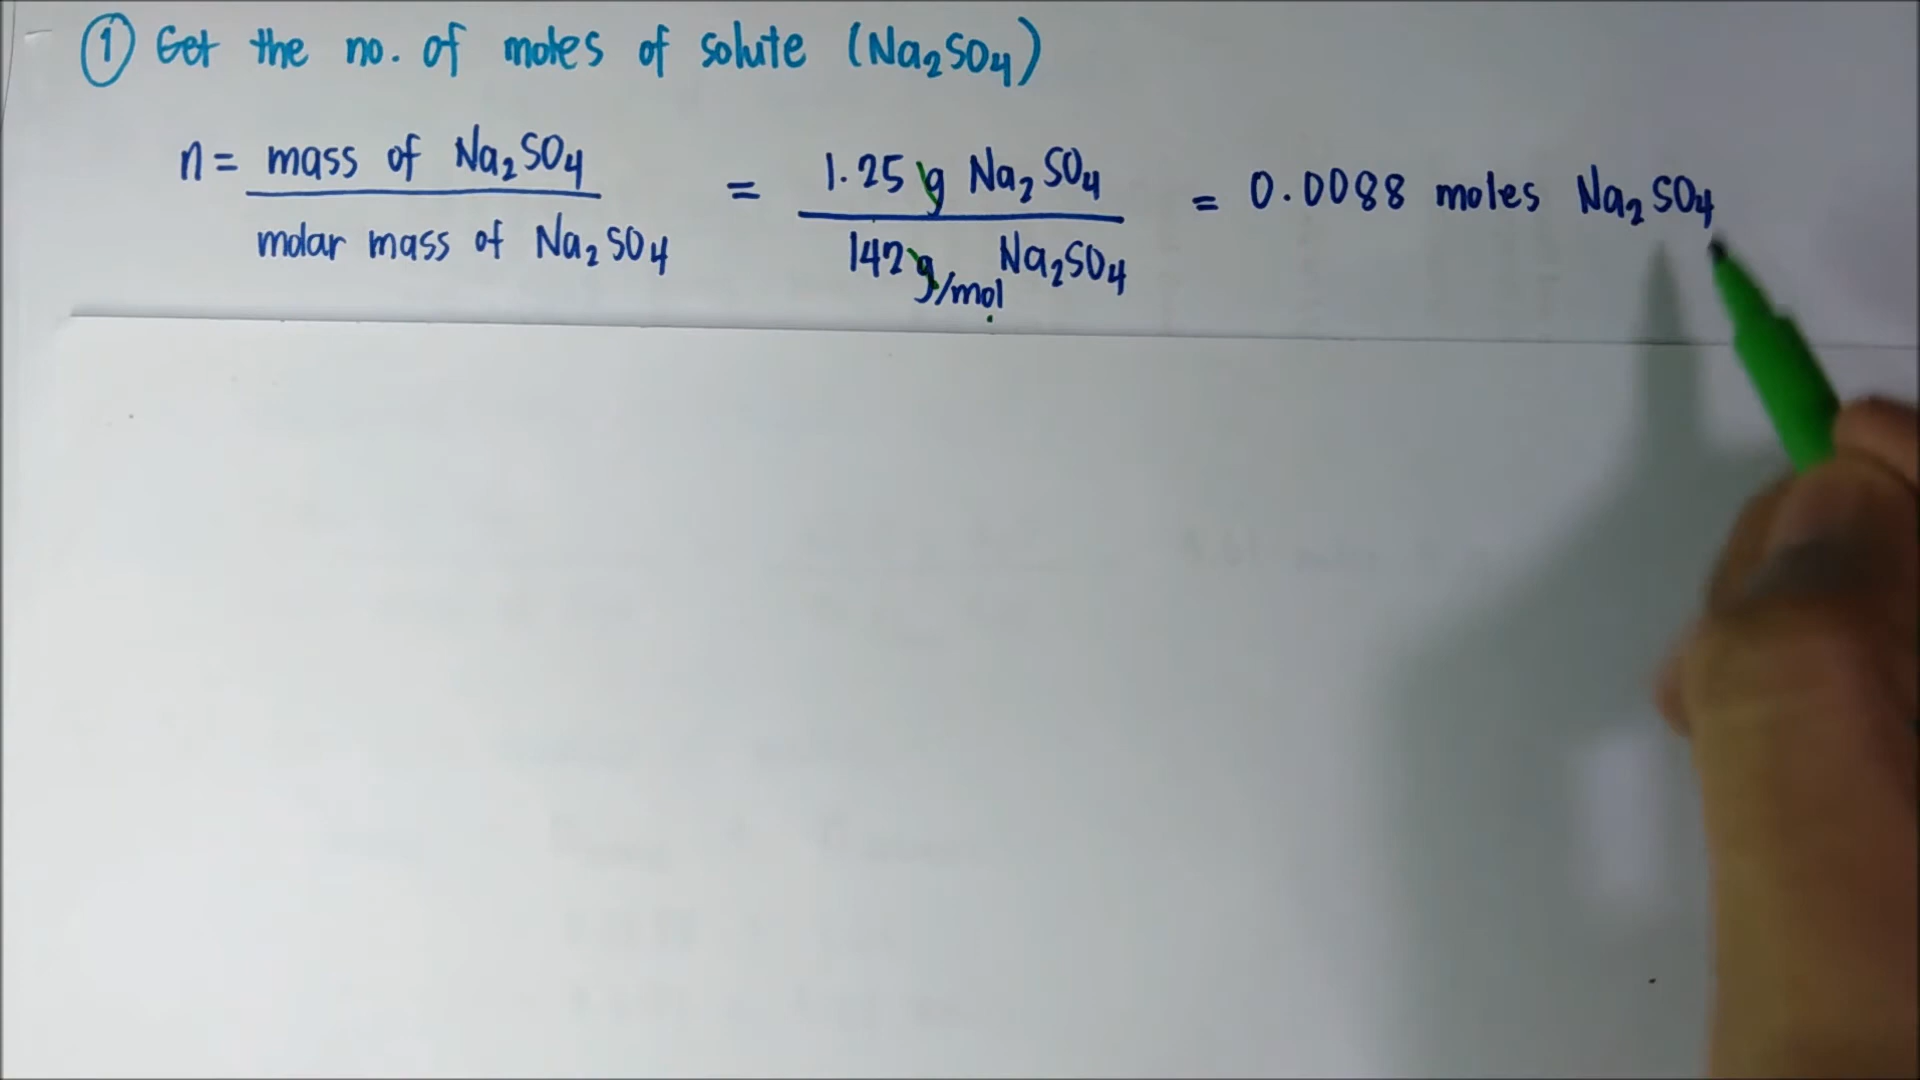 ① Get the no. of moles of solute (Na₂SO₄)
n = mass of Na₂SO₄ / molar mass of Na₂SO₄ = 1.25 g Na₂SO₄ / 142 g/mol Na₂SO₄ = 0.0088 moles Na₂SO₄